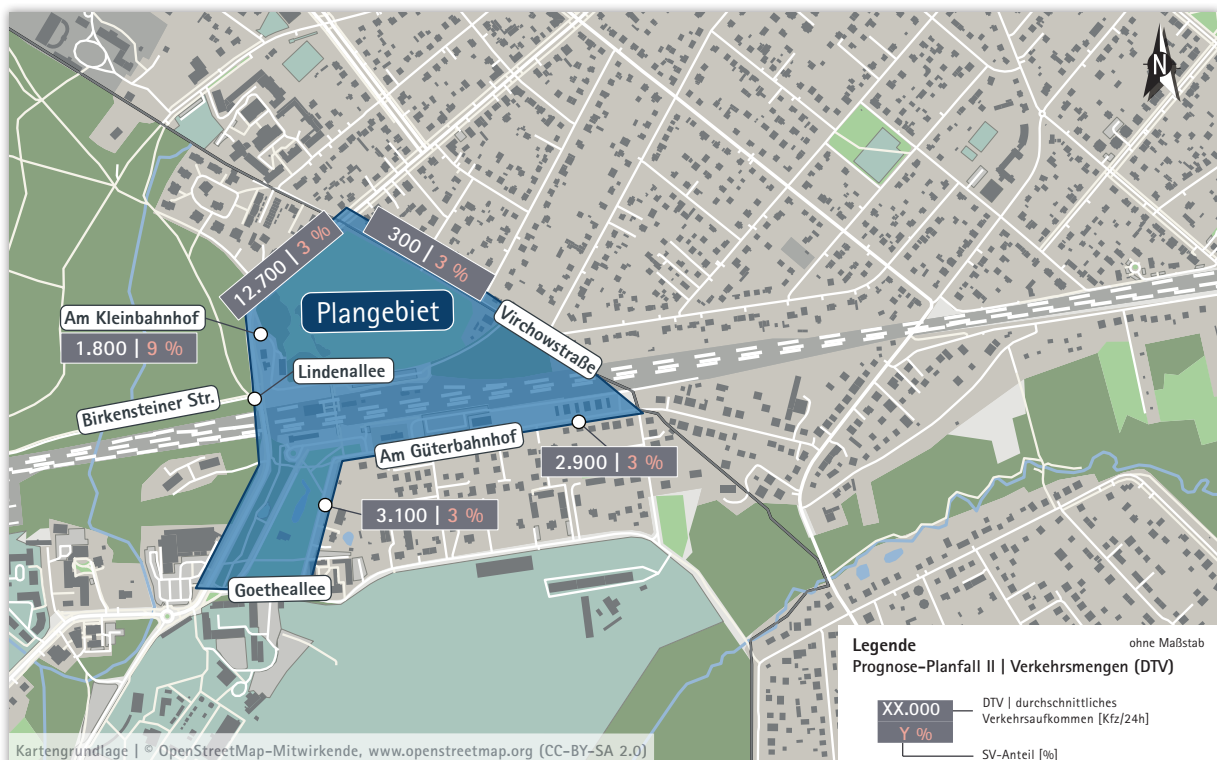 N
12.700 | 3 %
300 | 3 %
Plangebiet
Virchowstraße
Am Kleinbahnhof
1.800 | 9 %
Lindenallee
Birkensteiner Str.
Am Güterbahnhof
2.900 | 3 %
3.100 | 3 %
Goetheallee
Legende
ohne Maßstab
Prognose-Planfall II | Verkehrsmengen (DTV)
XX.000
Y %
DTV | durchschnittliches
Verkehrsaufkommen [Kfz/24h]
SV-Anteil [%]
Kartengrundlage | © OpenStreetMap-Mitwirkende, www.openstreetmap.org (CC-BY-SA 2.0)